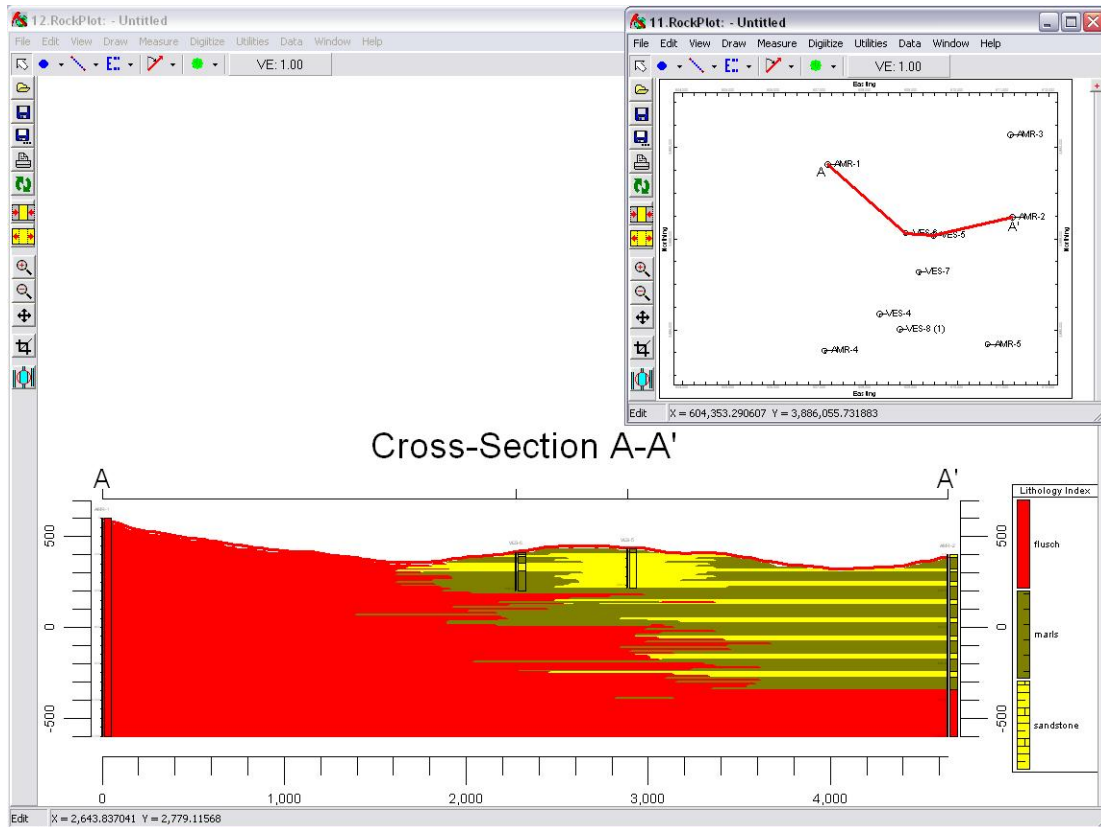 12.RockPlot: - Untitled
File Edit View Draw Measure Digitize Utilities Data Window Help
VE: 1.00
11.RockPlot: - Untitled
File Edit View Draw Measure Digitize Utilities Data Window Help
VE: 1.00
Easting
AMR-3
AMR-1
A
AMR-2
A'
Northing
Northing
VES-6
VES-5
VES-7
VES-4
VES-8 (1)
AMR-4
AMR-5
Easting
Edit X = 604,353.290607 Y = 3,886,055.731883
Cross-Section A-A'
A A'
500
0
-500
500
0
-500
Lithology Index
flusch
marls
sandstone
0 1,000 2,000 3,000 4,000
Edit X = 2,643.837041 Y = 2,779.11568